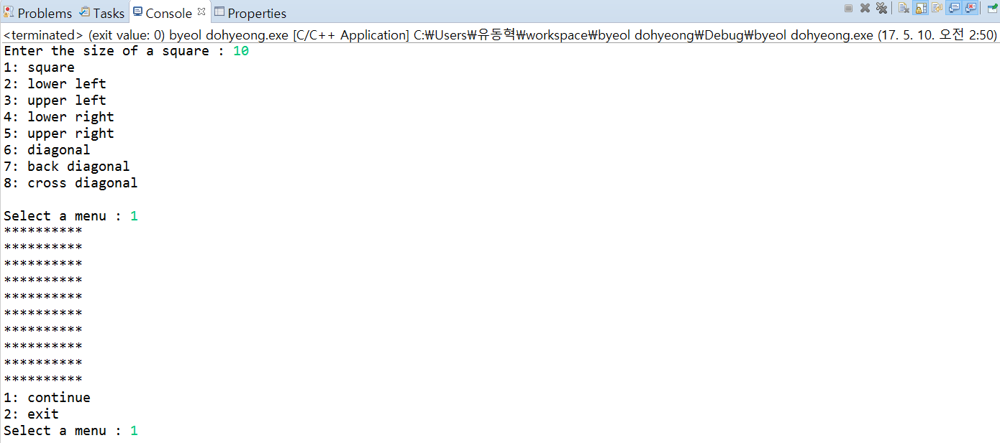 Problems Tasks Console Properties
<terminated> (exit value: 0) byeol dohyeong.exe [C/C++ Application] C:₩Users₩유동혁₩workspace₩byeol dohyeong₩Debug₩byeol dohyeong.exe (17. 5. 10. 오전 2:50)
Enter the size of a square : 10
1: square
2: lower left
3: upper left
4: lower right
5: upper right
6: diagonal
7: back diagonal
8: cross diagonal
Select a menu : 1
**********
**********
**********
**********
**********
**********
**********
**********
**********
**********
1: continue
2: exit
Select a menu : 1